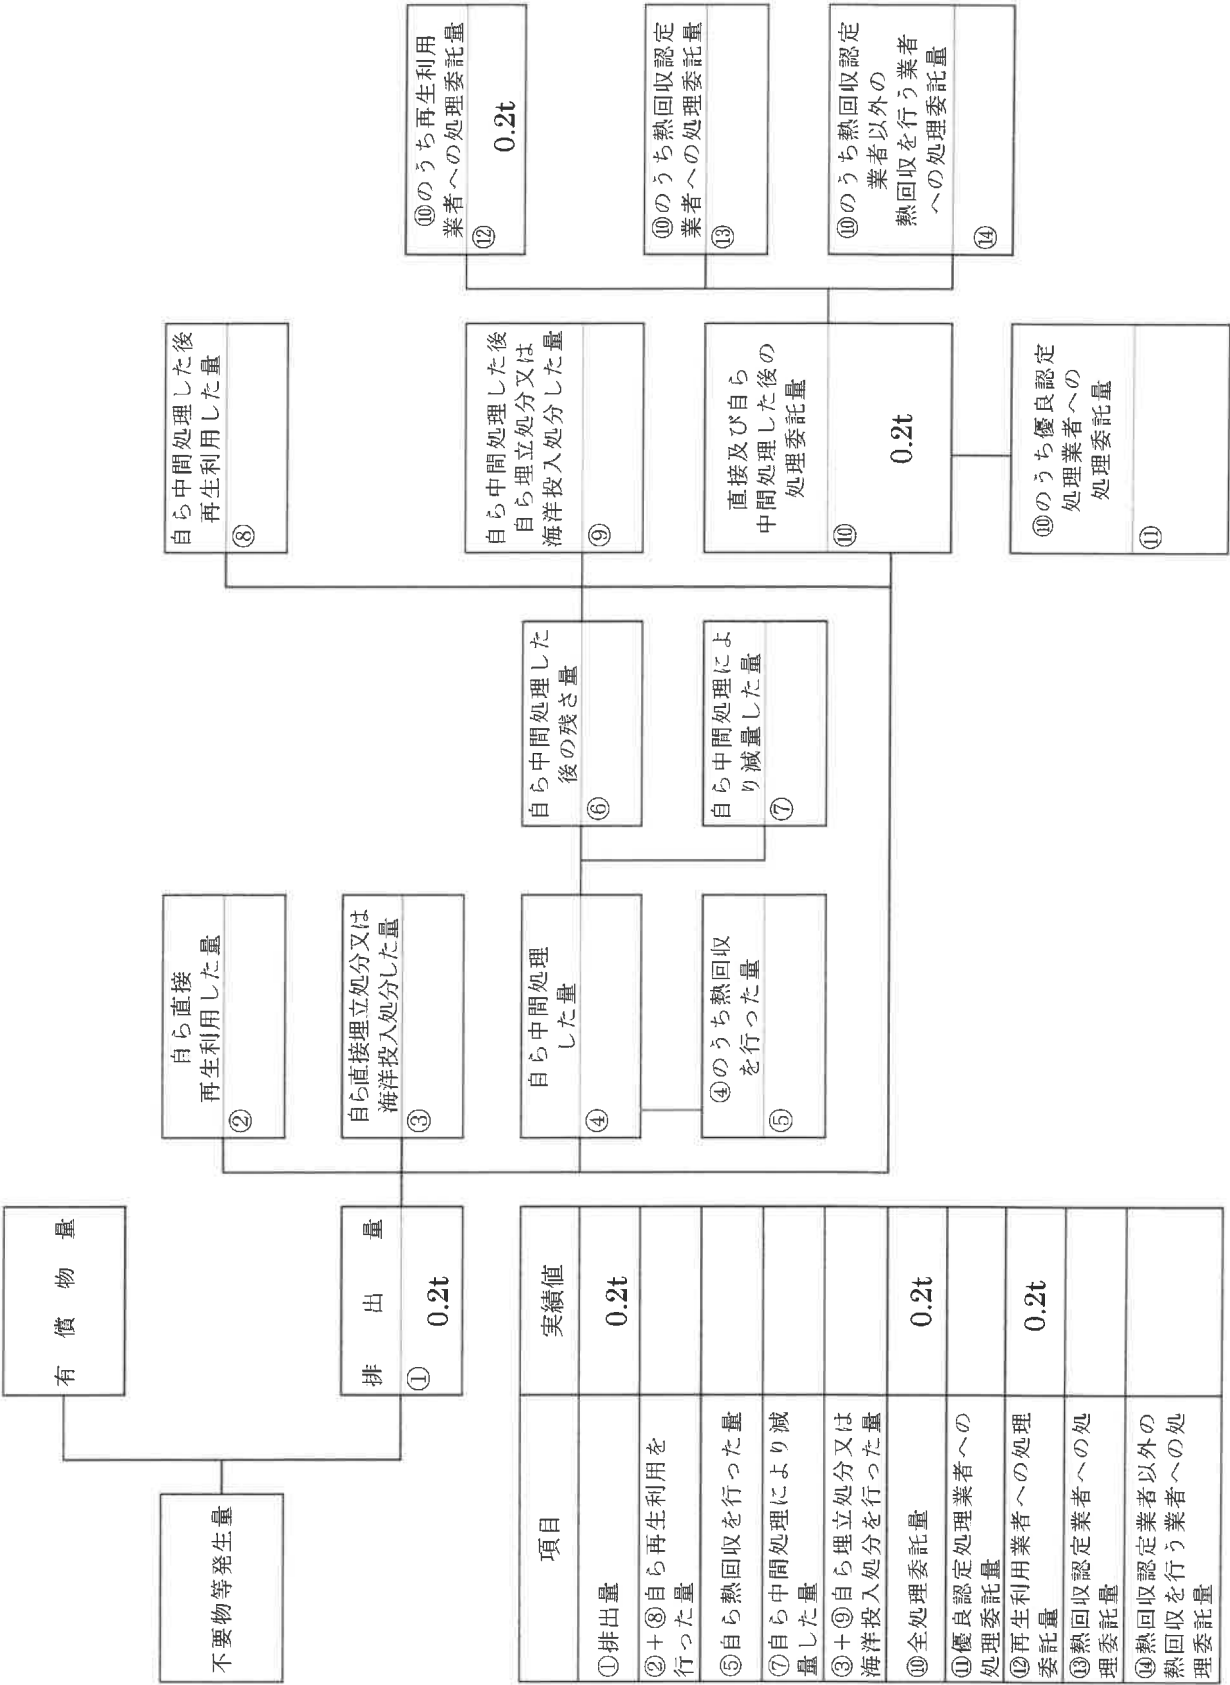 不要物等発生量
有償物量
排出量
①
0.2t
自ら直接
再生利用した量
②
自ら直接埋立処分又は
海洋投入処分した量
③
自ら中間処理
した量
④
④のうち熱回収
を行った量
⑤
自ら中間処理した
後の残さ量
⑥
自ら中間処理によ
り減量した量
⑦
自ら中間処理した後
再生利用した量
⑧
自ら中間処理した後
自ら埋立処分又は
海洋投入処分した量
⑨
直接及び自ら
中間処理した後の
処理委託量
⑩
0.2t
⑩のうち優良認定
処理業者への
処理委託量
⑪
⑩のうち再生利用
業者への処理委託量
⑫
0.2t
⑩のうち熱回収認定
業者への処理委託量
⑬
⑩のうち熱回収認定
業者以外の
熱回収を行う業者
への処理委託量
⑭
項目 実績値
①排出量 0.2t
②+⑧自ら再生利用を
行った量
⑤自ら熱回収を行った量
⑦自ら中間処理により減
量した量
③+⑨自ら埋立処分又は
海洋投入処分を行った量
⑩全処理委託量 0.2t
⑪優良認定処理業者への
処理委託量
⑫再生利用業者への処理
委託量 0.2t
⑬熱回収認定業者への処
理委託量
⑭熱回収認定業者以外の
熱回収を行う業者への処
理委託量